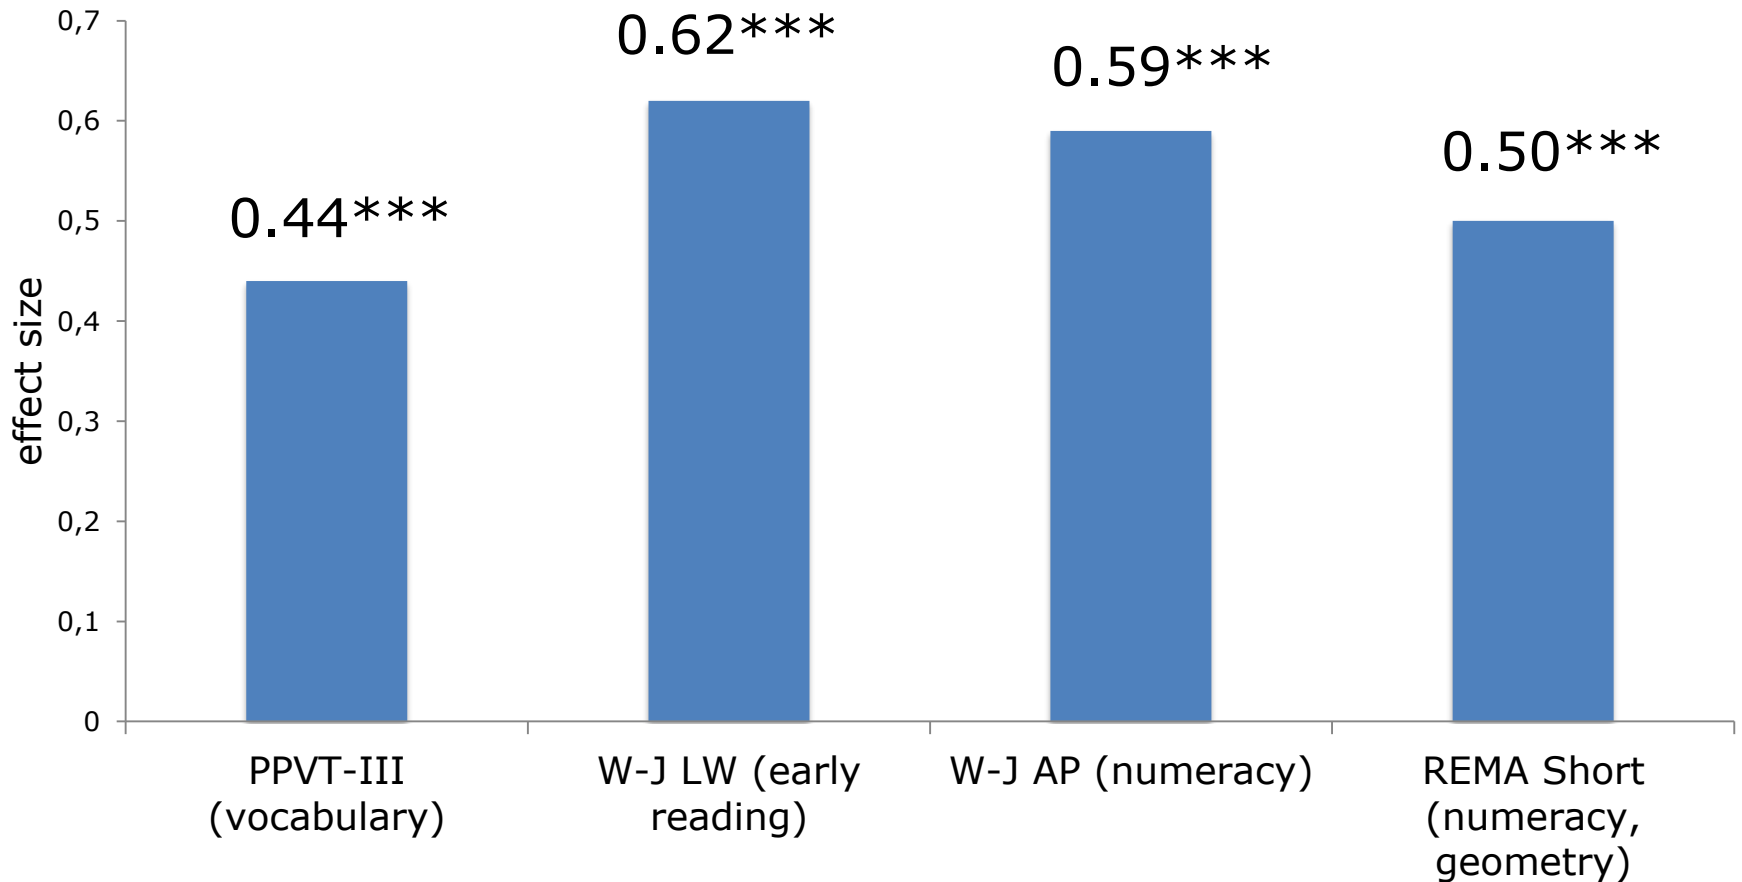 0,7
0,6
0,5
0,4
0,3
0,2
0,1
0
effect size
0.44***
0.62***
0.59***
0.50***
PPVT-III
(vocabulary)
W-J LW (early
reading)
W-J AP (numeracy)
REMA Short
(numeracy,
geometry)